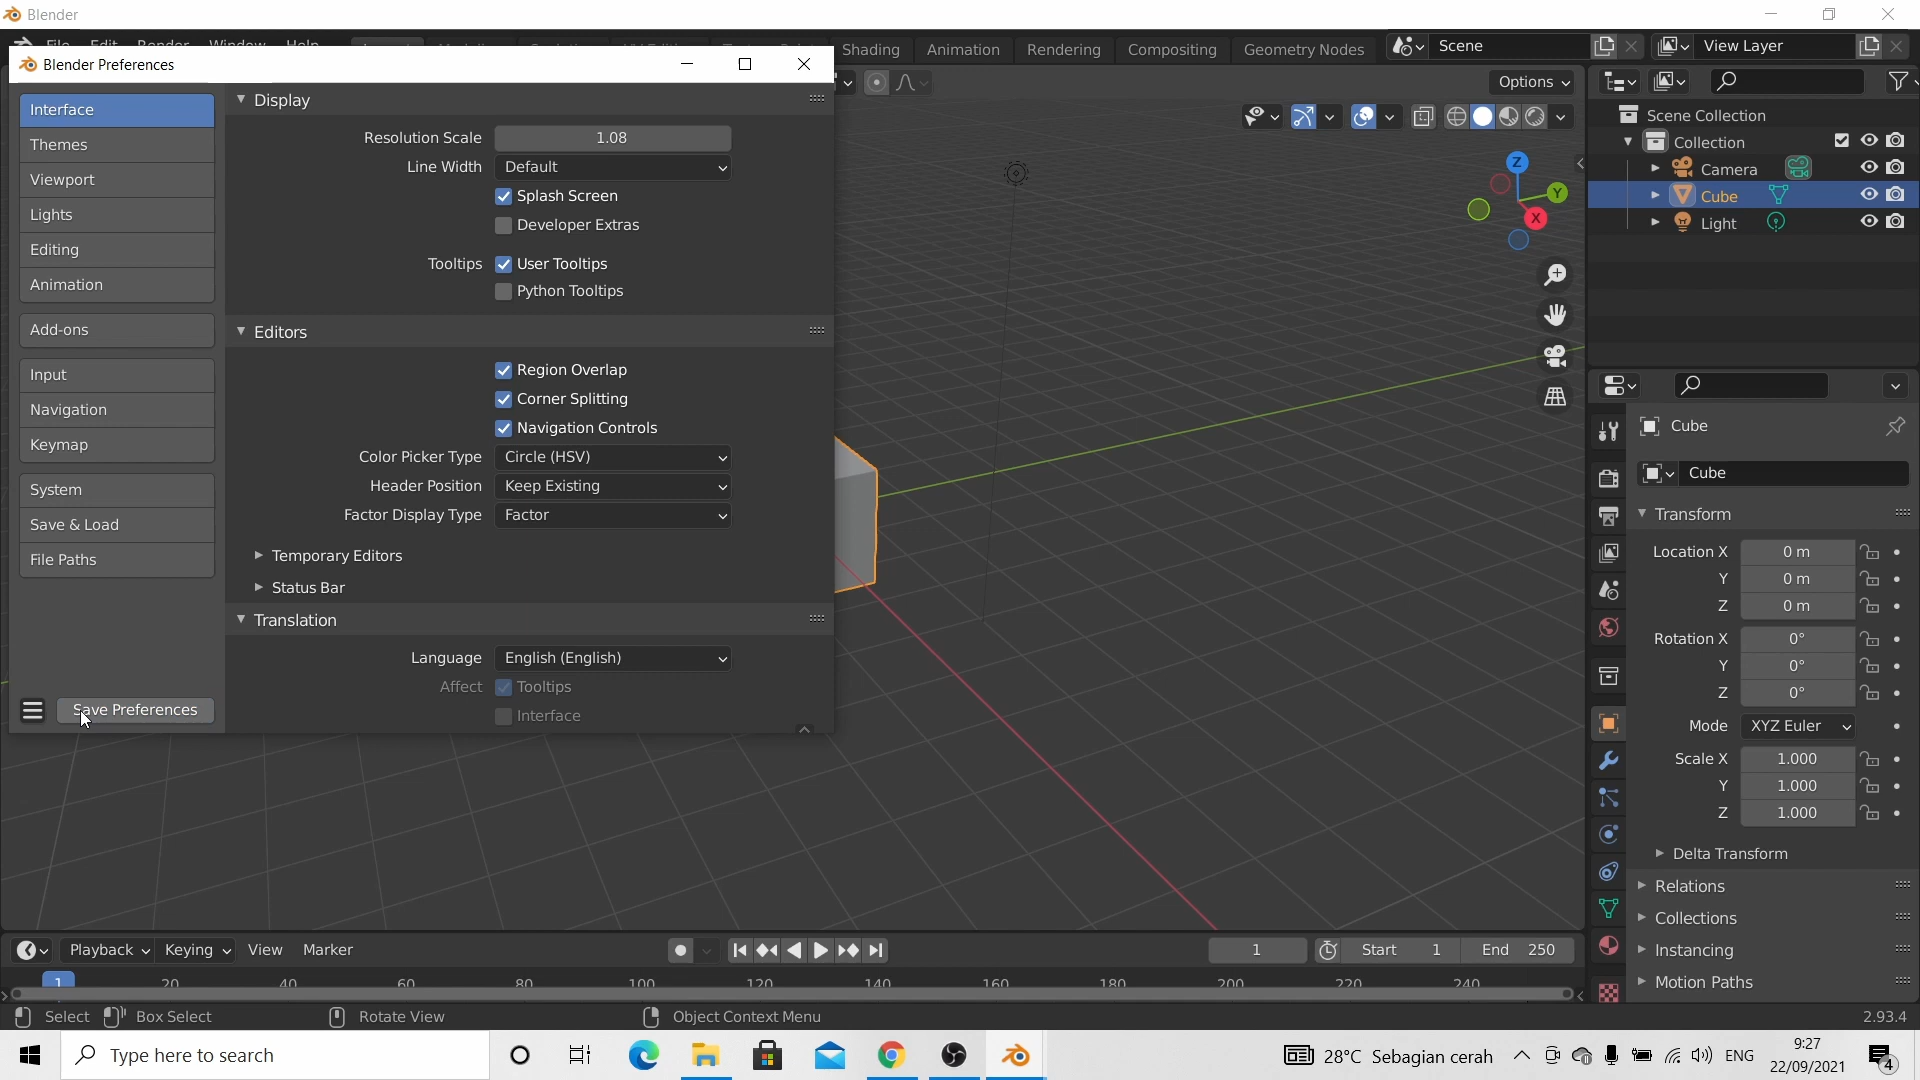 Blender
File Edit Render Window Help
Shading Animation Rendering Compositing Geometry Nodes
Scene
View Layer
Blender Preferences
Options
Interface
Themes
Viewport
Lights
Editing
Animation
Add-ons
Input
Navigation
Keymap
System
Save & Load
File Paths
Save Preferences
Display
Resolution Scale 1.08
Line Width Default
Splash Screen
Developer Extras
Tooltips User Tooltips
Python Tooltips
Editors
Region Overlap
Corner Splitting
Navigation Controls
Color Picker Type Circle (HSV)
Header Position Keep Existing
Factor Display Type Factor
Temporary Editors
Status Bar
Translation
Language English (English)
Affect Tooltips
Interface
Z
Y
X
Scene Collection
Collection
Camera
Cube
Light
Cube
Cube
Transform
Location X 0 m
Y 0 m
Z 0 m
Rotation X 0°
Y 0°
Z 0°
Mode XYZ Euler
Scale X 1.000
Y 1.000
Z 1.000
Delta Transform
Relations
Collections
Instancing
Motion Paths
Playback Keying View Marker
1 Start 1 End 250
1 20 40 60 80 100 120 140 160 180 200 220 240
Select Box Select Rotate View Object Context Menu 2.93.4
Type here to search
28°C Sebagian cerah ENG
9:27
22/09/2021
4